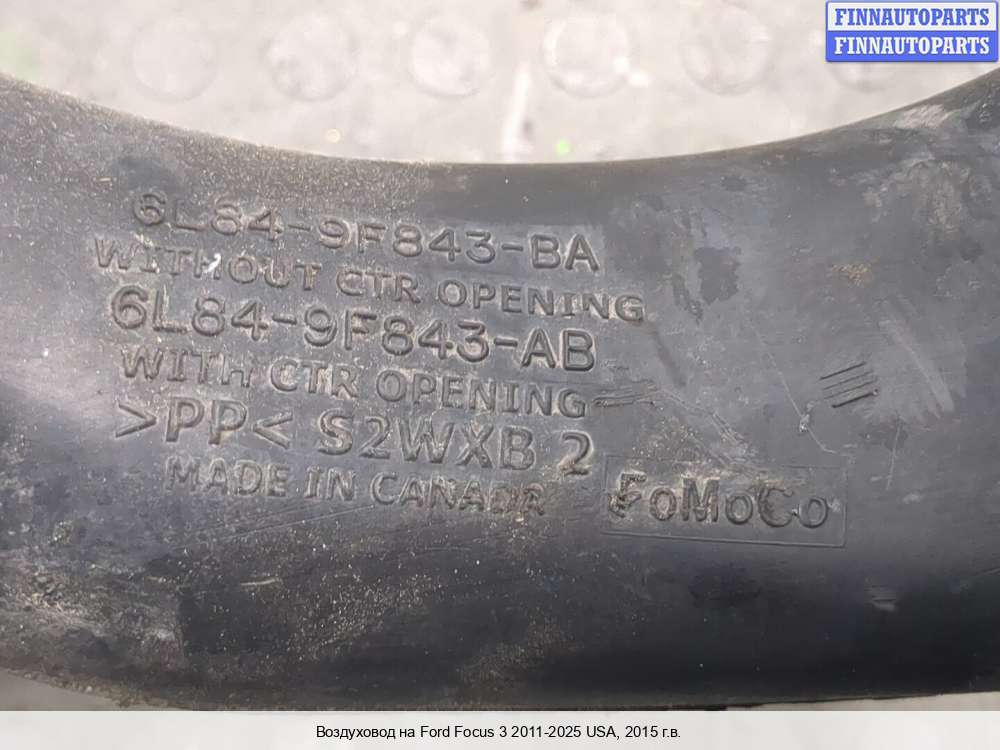 FINNAUTOPARTS
FINNAUTOPARTS
6L84-9F843-BA
WITHOUT CTR OPENING
6L84-9F843-AB
WITH CTR OPENING
>PP< S2WXB 2
MADE IN CANADA
FoMoCo
Воздуховод на Ford Focus 3 2011-2025 USA, 2015 г.в.